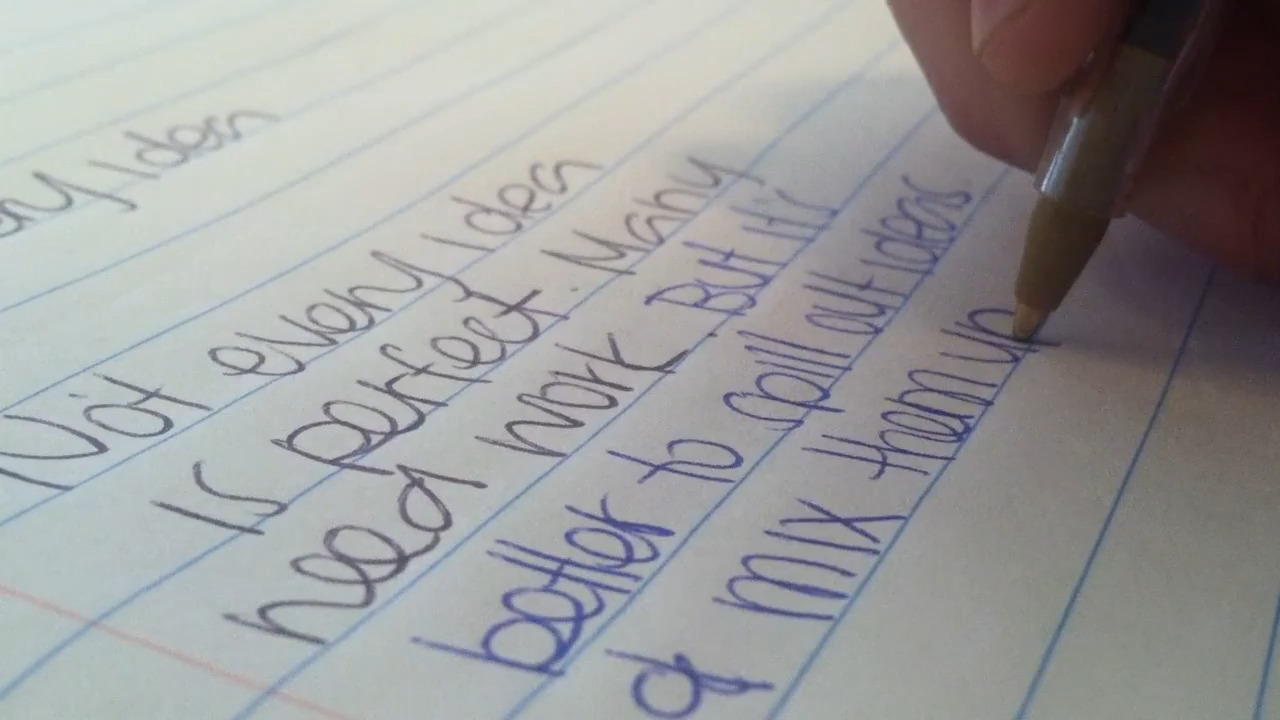 ery idea
Not every idea
is perfect. Many
need work. But it's
better to spill out ideas
& mix them up